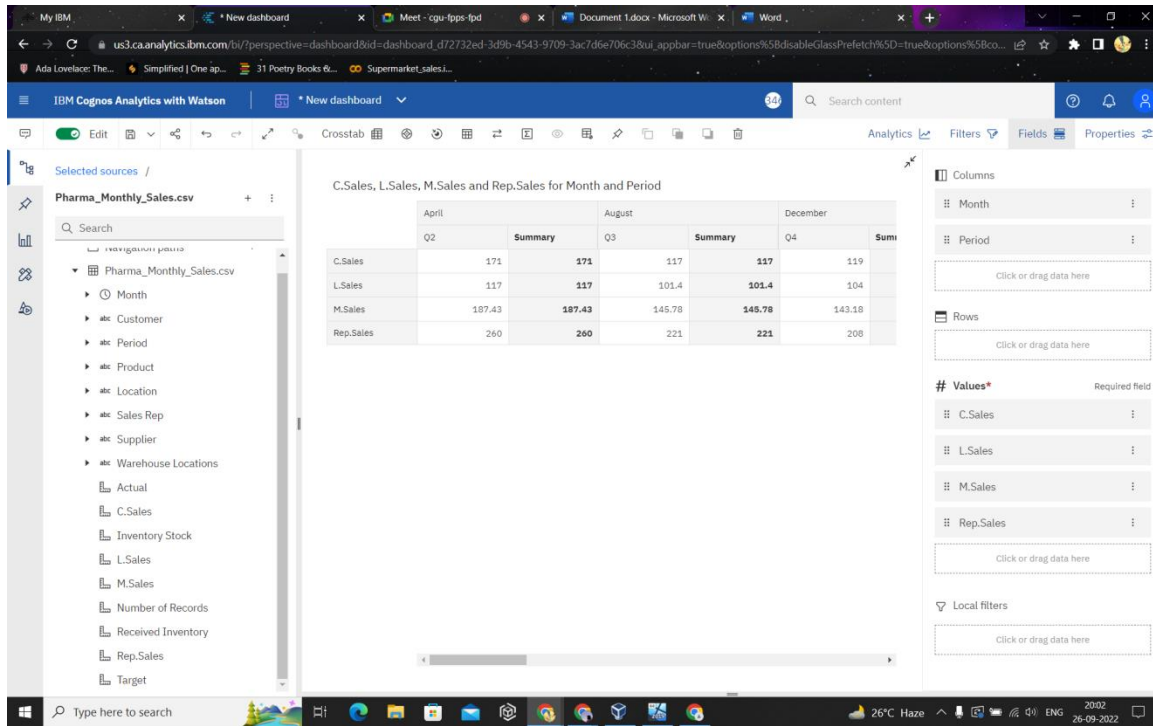 My IBM
* New dashboard
Meet - cgu-fpps-fpd
Document 1.docx - Microsoft W
Word
us3.ca.analytics.ibm.com/bi/?perspective=dashboard&id=dashboard_d72732ed-3d9b-4543-9709-3ac7d6e706c3&ui_appbar=true&options%5BdisableGlassPrefetch%5D=true&options%5Bco...
Ada Lovelace: The...
Simplified | One ap...
31 Poetry Books &...
Supermarket_sales.i...
IBM Cognos Analytics with Watson
* New dashboard
Search content
Edit
Crosstab
Analytics
Filters
Fields
Properties
Selected sources /
Pharma_Monthly_Sales.csv
Search
Navigation paths
Pharma_Monthly_Sales.csv
Month
abc Customer
abc Period
abc Product
abc Location
abc Sales Rep
abc Supplier
abc Warehouse Locations
Actual
C.Sales
Inventory Stock
L.Sales
M.Sales
Number of Records
Received Inventory
Rep.Sales
Target
C.Sales, L.Sales, M.Sales and Rep.Sales for Month and Period
April August December
Q2 Summary Q3 Summary Q4 Summ
C.Sales 171 171 117 117 119
L.Sales 117 117 101.4 101.4 104
M.Sales 187.43 187.43 145.78 145.78 143.18
Rep.Sales 260 260 221 221 208
Columns
Month
Period
Click or drag data here
Rows
Click or drag data here
# Values* Required field
C.Sales
L.Sales
M.Sales
Rep.Sales
Click or drag data here
Local filters
Click or drag data here
Type here to search
26°C Haze
ENG
20:02
26-09-2022